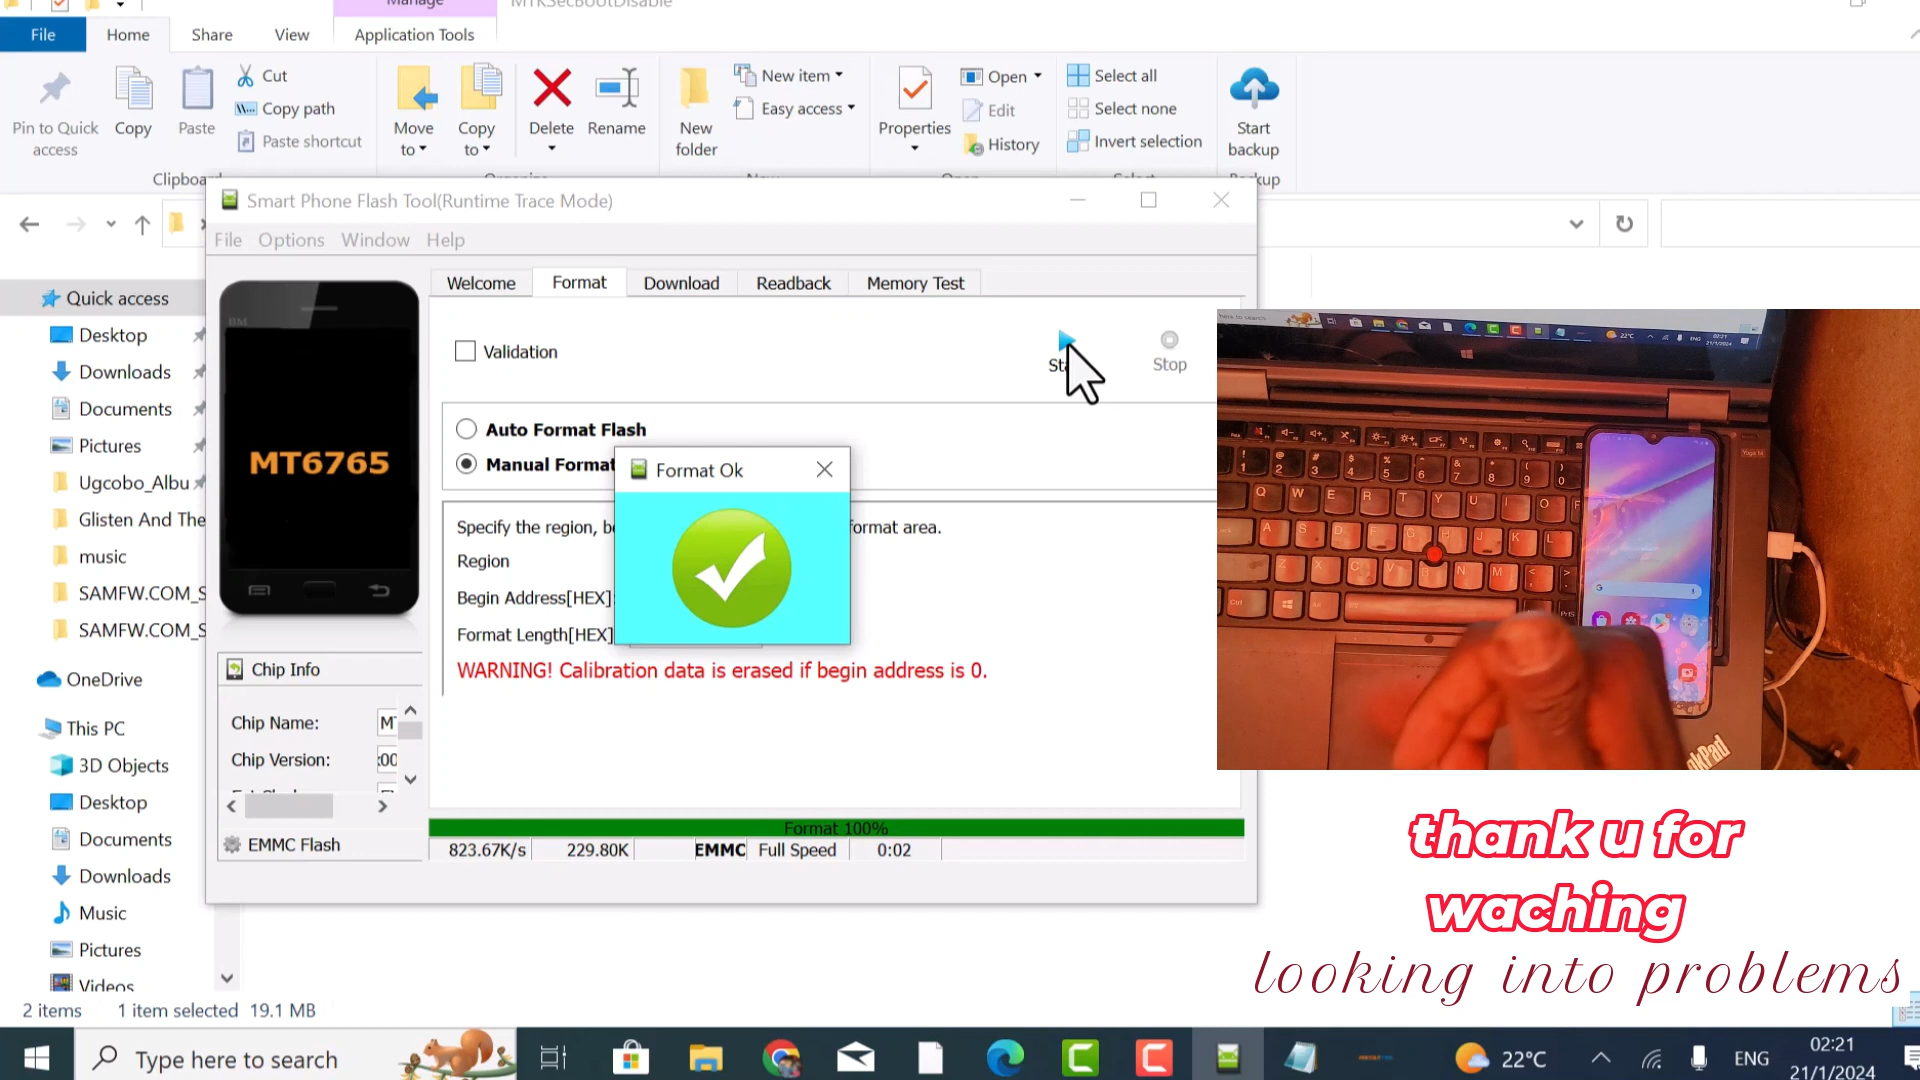 Manage
MTKSecBootDisable
File
Home
Share
View
Application Tools
Pin to Quick access
Copy
Paste
Cut
Copy path
Paste shortcut
Move to
Copy to
Delete
Rename
New folder
New item
Easy access
Properties
Open
Edit
History
Select all
Select none
Invert selection
Start backup
Smart Phone Flash Tool(Runtime Trace Mode)
File Options Window Help
Welcome
Format
Download
Readback
Memory Test
Validation
Stop
Auto Format Flash
Manual Format
Format Ok
Specify the region, be
format area.
Region
Begin Address[HEX]:
Format Length[HEX]
WARNING! Calibration data is erased if begin address is 0.
BM
MT6765
Chip Info
Chip Name:
Chip Version:
EMMC Flash
Format 100%
823.67K/s
229.80K
EMMC
Full Speed
0:02
Quick access
Desktop
Downloads
Documents
Pictures
Ugcobo_Albu
Glisten And The
music
SAMFW.COM_S
SAMFW.COM_S
OneDrive
This PC
3D Objects
Desktop
Documents
Downloads
Music
Pictures
Videos
2 items
1 item selected 19.1 MB
thank u for
waching
looking into problems
Type here to search
22°C
ENG
02:21
21/1/2024